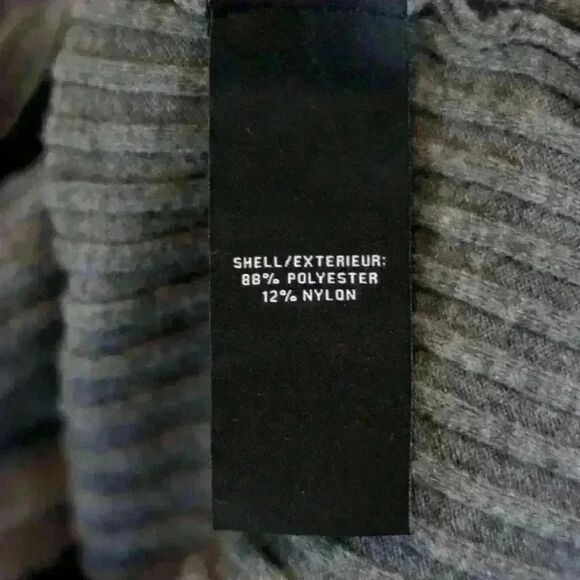 SHELL/EXTERIEUR:
88% POLYESTER
12% NYLON